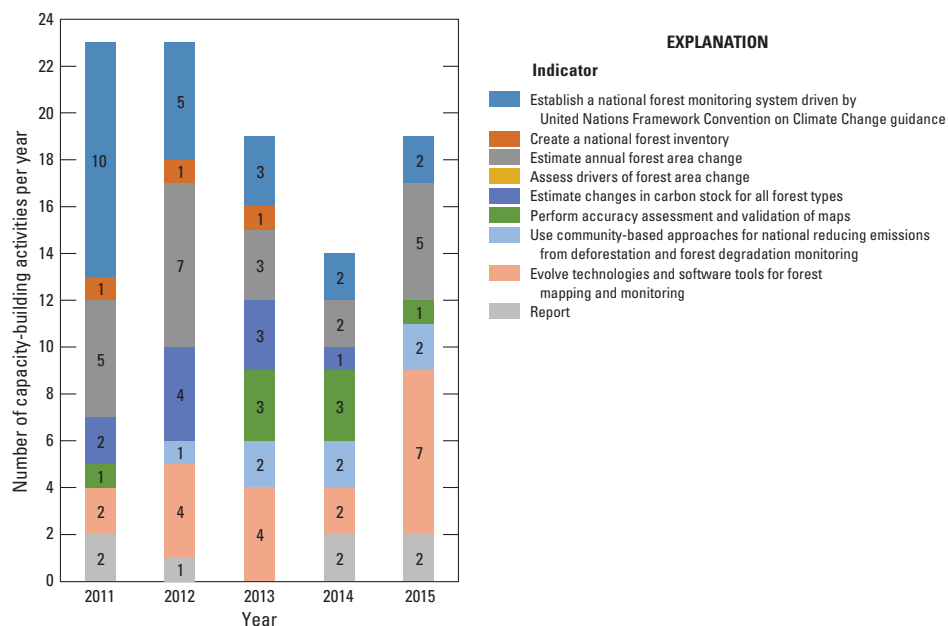 24
22
20
18
16
14
12
10
8
6
4
2
0
Number of capacity-building activities per year
10
1
5
2
1
2
2
5
1
7
4
1
4
1
3
1
3
3
3
2
4
2
2
1
3
2
2
2
2
5
1
2
7
2
2011 2012 2013 2014 2015
Year
EXPLANATION
Indicator
Establish a national forest monitoring system driven by
United Nations Framework Convention on Climate Change guidance
Create a national forest inventory
Estimate annual forest area change
Assess drivers of forest area change
Estimate changes in carbon stock for all forest types
Perform accuracy assessment and validation of maps
Use community-based approaches for national reducing emissions
from deforestation and forest degradation monitoring
Evolve technologies and software tools for forest
mapping and monitoring
Report